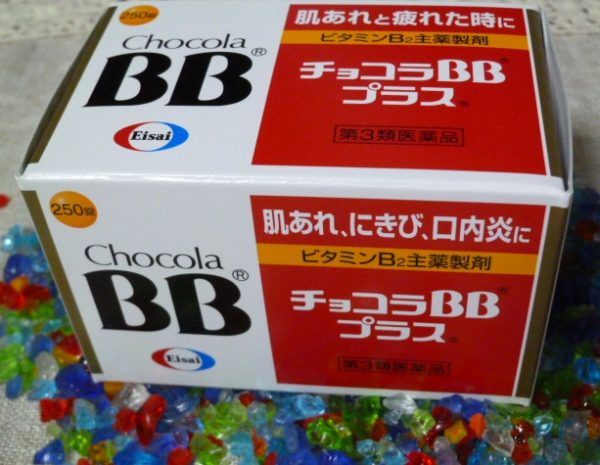 250錠
Chocola
BB®
Eisai
肌あれと疲れた時に
ビタミンB₂主薬製剤
チョコラBB®
プラス®
第3類医薬品
250錠
Chocola
BB®
Eisai
肌あれ、にきび、口内炎に
ビタミンB₂主薬製剤
チョコラBB®
プラス®
第3類医薬品